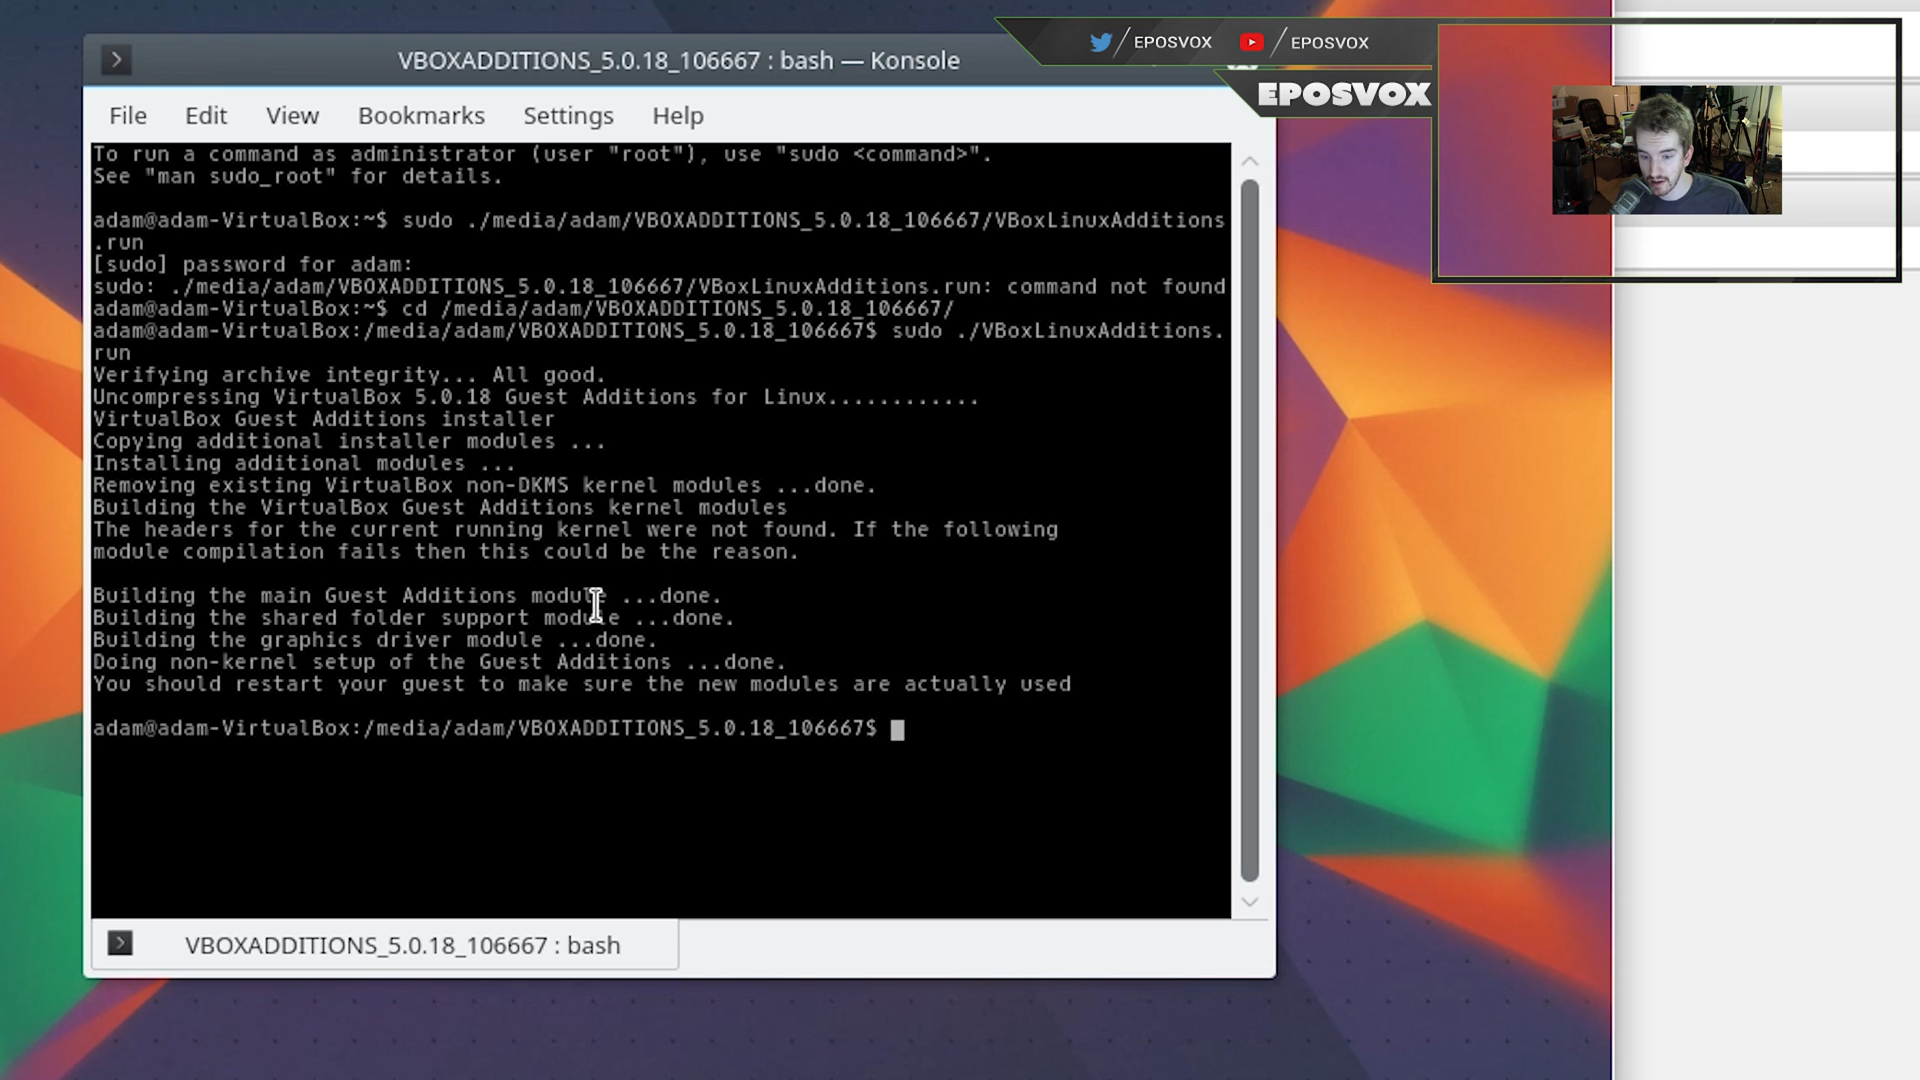 VBOXADDITIONS_5.0.18_106667 : bash — Konsole
EPOSVOX
EPOSVOX
EPOSVOX
File Edit View Bookmarks Settings Help
To run a command as administrator (user "root"), use "sudo <command>".
See "man sudo_root" for details.
adam@adam-VirtualBox:~$ sudo ./media/adam/VBOXADDITIONS_5.0.18_106667/VBoxLinuxAdditions
.run
[sudo] password for adam:
sudo: ./media/adam/VBOXADDITIONS_5.0.18_106667/VBoxLinuxAdditions.run: command not found
adam@adam-VirtualBox:~$ cd /media/adam/VBOXADDITIONS_5.0.18_106667/
adam@adam-VirtualBox:/media/adam/VBOXADDITIONS_5.0.18_106667$ sudo ./VBoxLinuxAdditions.
run
Verifying archive integrity... All good.
Uncompressing VirtualBox 5.0.18 Guest Additions for Linux............
VirtualBox Guest Additions installer
Copying additional installer modules ...
Installing additional modules ...
Removing existing VirtualBox non-DKMS kernel modules ...done.
Building the VirtualBox Guest Additions kernel modules
The headers for the current running kernel were not found. If the following
module compilation fails then this could be the reason.
Building the main Guest Additions module ...done.
Building the shared folder support module ...done.
Building the graphics driver module ...done.
Doing non-kernel setup of the Guest Additions ...done.
You should restart your guest to make sure the new modules are actually used
adam@adam-VirtualBox:/media/adam/VBOXADDITIONS_5.0.18_106667$
VBOXADDITIONS_5.0.18_106667 : bash